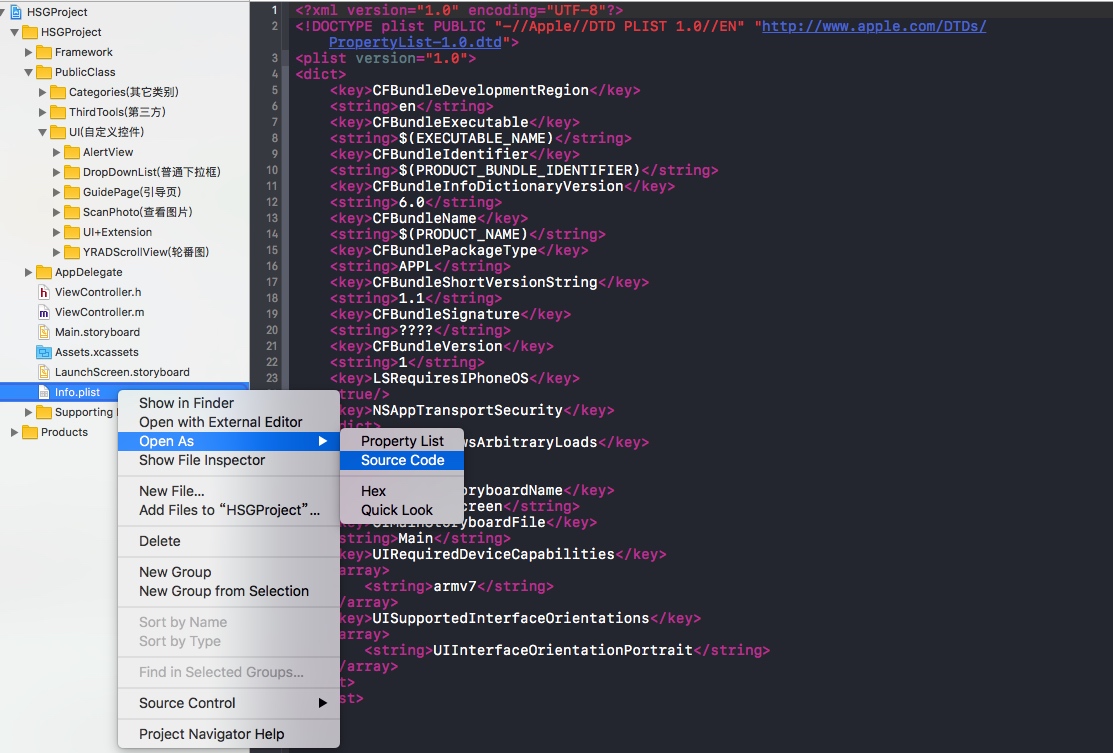 HSGProject
HSGProject
Framework
PublicClass
Categories(其它类别)
ThirdTools(第三方)
UI(自定义控件)
AlertView
DropDownList(普通下拉框)
GuidePage(引导页)
ScanPhoto(查看图片)
UI+Extension
YRADScrollView(轮番图)
AppDelegate
ViewController.h
ViewController.m
Main.storyboard
Assets.xcassets
LaunchScreen.storyboard
Info.plist
Supporting
Products
Show in Finder
Open with External Editor
Open As
Show File Inspector
New File...
Add Files to “HSGProject”...
Delete
New Group
New Group from Selection
Sort by Name
Sort by Type
Find in Selected Groups...
Source Control
Project Navigator Help
Property List
Source Code
Hex
Quick Look
1 <?xml version="1.0" encoding="UTF-8"?>
2 <!DOCTYPE plist PUBLIC "-//Apple//DTD PLIST 1.0//EN" "http://www.apple.com/DTDs/
PropertyList-1.0.dtd">
3 <plist version="1.0">
4 <dict>
5 <key>CFBundleDevelopmentRegion</key>
6 <string>en</string>
7 <key>CFBundleExecutable</key>
8 <string>$(EXECUTABLE_NAME)</string>
9 <key>CFBundleIdentifier</key>
10 <string>$(PRODUCT_BUNDLE_IDENTIFIER)</string>
11 <key>CFBundleInfoDictionaryVersion</key>
12 <string>6.0</string>
13 <key>CFBundleName</key>
14 <string>$(PRODUCT_NAME)</string>
15 <key>CFBundlePackageType</key>
16 <string>APPL</string>
17 <key>CFBundleShortVersionString</key>
18 <string>1.1</string>
19 <key>CFBundleSignature</key>
20 <string>????</string>
21 <key>CFBundleVersion</key>
22 <string>1</string>
23 <key>LSRequiresIPhoneOS</key>
true/>
key>NSAppTransportSecurity</key>
dict>
wsArbitraryLoads</key>
oryboardName</key>
creen</string>
key>UIMainStoryboardFile</key>
string>Main</string>
key>UIRequiredDeviceCapabilities</key>
array>
<string>armv7</string>
/array>
key>UISupportedInterfaceOrientations</key>
array>
<string>UIInterfaceOrientationPortrait</string>
/array>
t>
st>